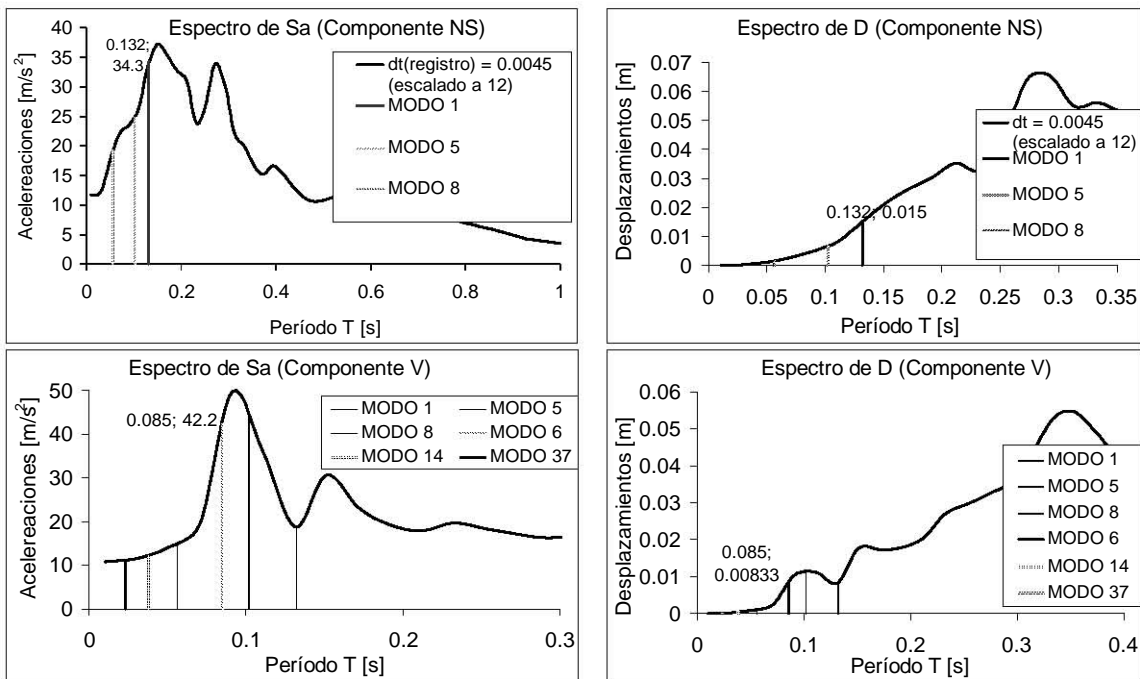 Espectro de Sa (Componente NS)
Acelereaciones [m/s²]
40
35
30
25
20
15
10
5
0
0.132;
34.3
dt(registro) = 0.0045
(escalado a 12)
MODO 1
MODO 5
MODO 8
0
0.2
0.4
0.6
0.8
1
Período T [s]
Espectro de D (Componente NS)
Desplazamientos [m]
0.07
0.06
0.05
0.04
0.03
0.02
0.01
0
0.132; 0.015
dt = 0.0045
(escalado a 12)
MODO 1
MODO 5
MODO 8
0
0.05
0.1
0.15
0.2
0.25
0.3
0.35
Período T [s]
Espectro de Sa (Componente V)
Acelereaciones [m/s²]
50
40
30
20
10
0
0.085; 42.2
MODO 1
MODO 5
MODO 8
MODO 6
MODO 14
MODO 37
0
0.1
0.2
0.3
Período T [s]
Espectro de D (Componente V)
Desplazamientos [m]
0.06
0.05
0.04
0.03
0.02
0.01
0
0.085;
0.00833
MODO 1
MODO 5
MODO 8
MODO 6
MODO 14
MODO 37
0
0.1
0.2
0.3
0.4
Período T [s]